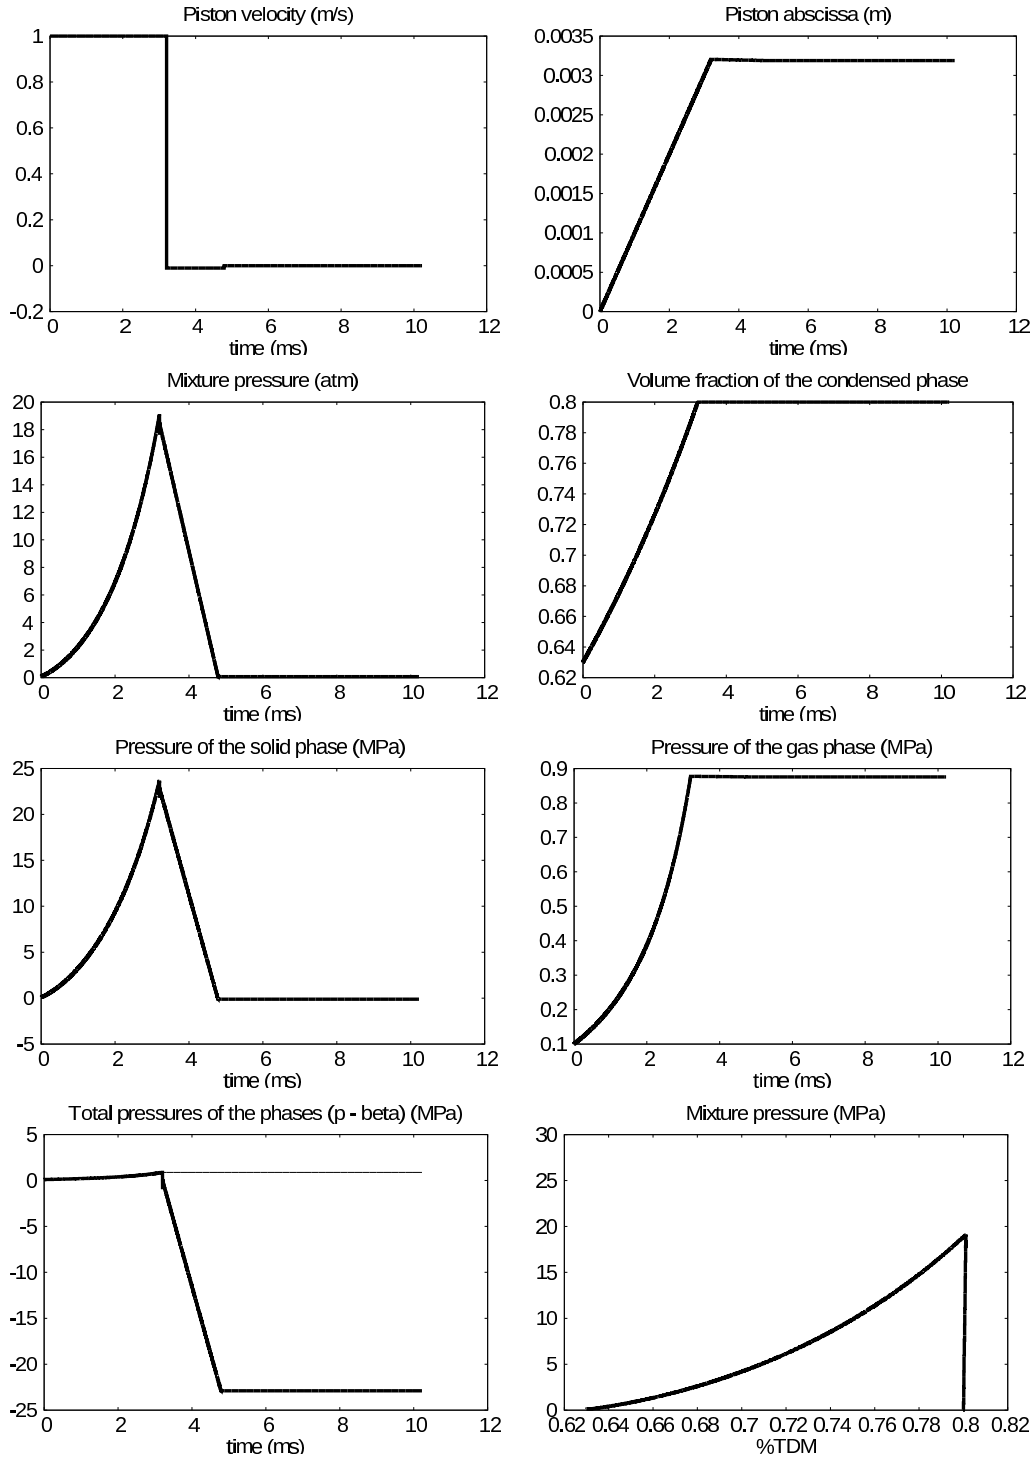 Piston velocity (m/s)
1
0.8
0.6
0.4
0.2
0
-0.2
0 2 4 6 8 10 12
time (ms)
Piston abscissa (m)
0.0035
0.003
0.0025
0.002
0.0015
0.001
0.0005
0
0 2 4 6 8 10 12
time (ms)
Mixture pressure (atm)
20
18
16
14
12
10
8
6
4
2
0
0 2 4 6 8 10 12
time (ms)
Volume fraction of the condensed phase
0.8
0.78
0.76
0.74
0.72
0.7
0.68
0.66
0.64
0.62
0 2 4 6 8 10 12
time (ms)
Pressure of the solid phase (MPa)
25
20
15
10
5
0
-5
0 2 4 6 8 10 12
time (ms)
Pressure of the gas phase (MPa)
0.9
0.8
0.7
0.6
0.5
0.4
0.3
0.2
0.1
0 2 4 6 8 10 12
time (ms)
Total pressures of the phases (p - beta) (MPa)
5
0
-5
-10
-15
-20
-25
0 2 4 6 8 10 12
time (ms)
Mixture pressure (MPa)
30
25
20
15
10
5
0
0.62 0.64 0.66 0.68 0.7 0.72 0.74 0.76 0.78 0.8 0.82
%TDM